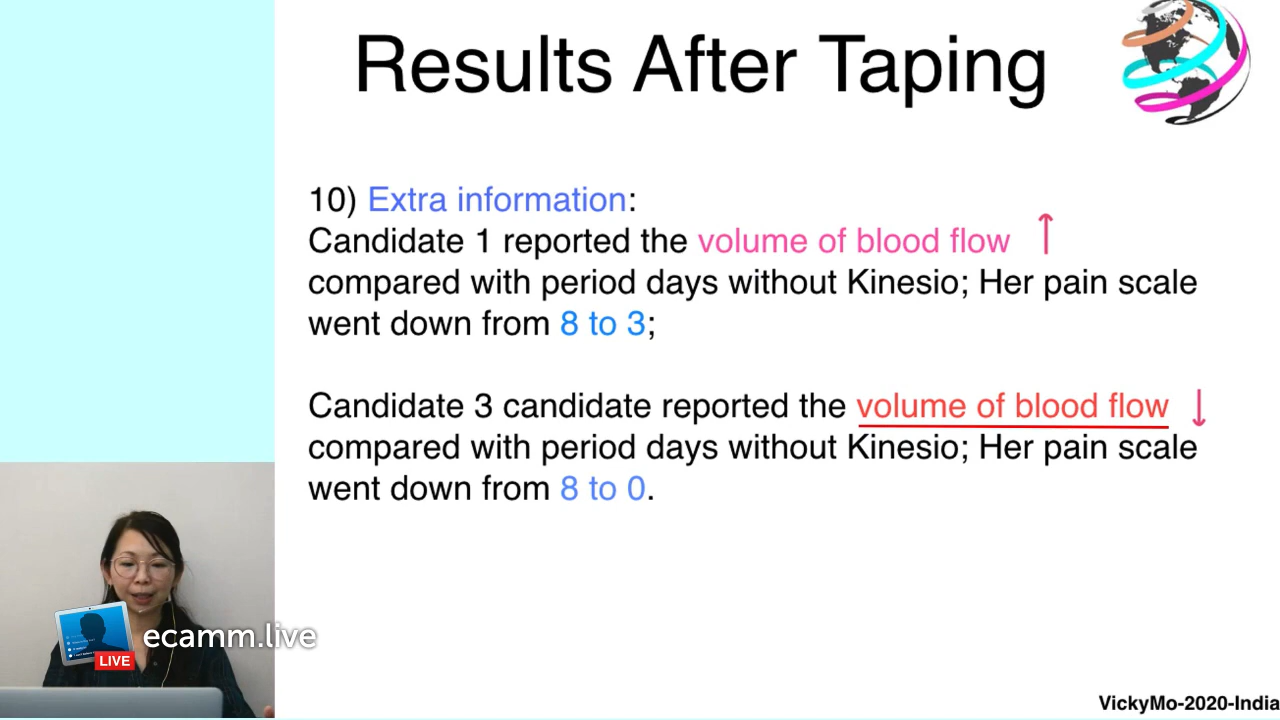 Results After Taping
10) Extra information:
Candidate 1 reported the volume of blood flow ↑
compared with period days without Kinesio; Her pain scale
went down from 8 to 3;
Candidate 3 candidate reported the volume of blood flow ↓
compared with period days without Kinesio; Her pain scale
went down from 8 to 0.
ecamm.live
LIVE
VickyMo-2020-India